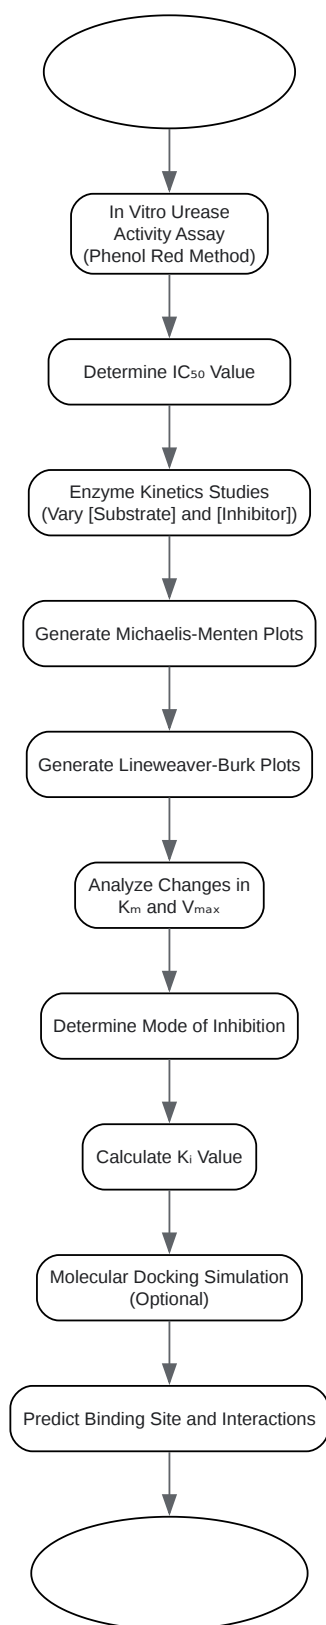 In Vitro Urease
Activity Assay
(Phenol Red Method)
Determine IC₅₀ Value
Enzyme Kinetics Studies
(Vary [Substrate] and [Inhibitor])
Generate Michaelis-Menten Plots
Generate Lineweaver-Burk Plots
Analyze Changes in
Kₘ and Vₘₐₓ
Determine Mode of Inhibition
Calculate Kᵢ Value
Molecular Docking Simulation
(Optional)
Predict Binding Site and Interactions